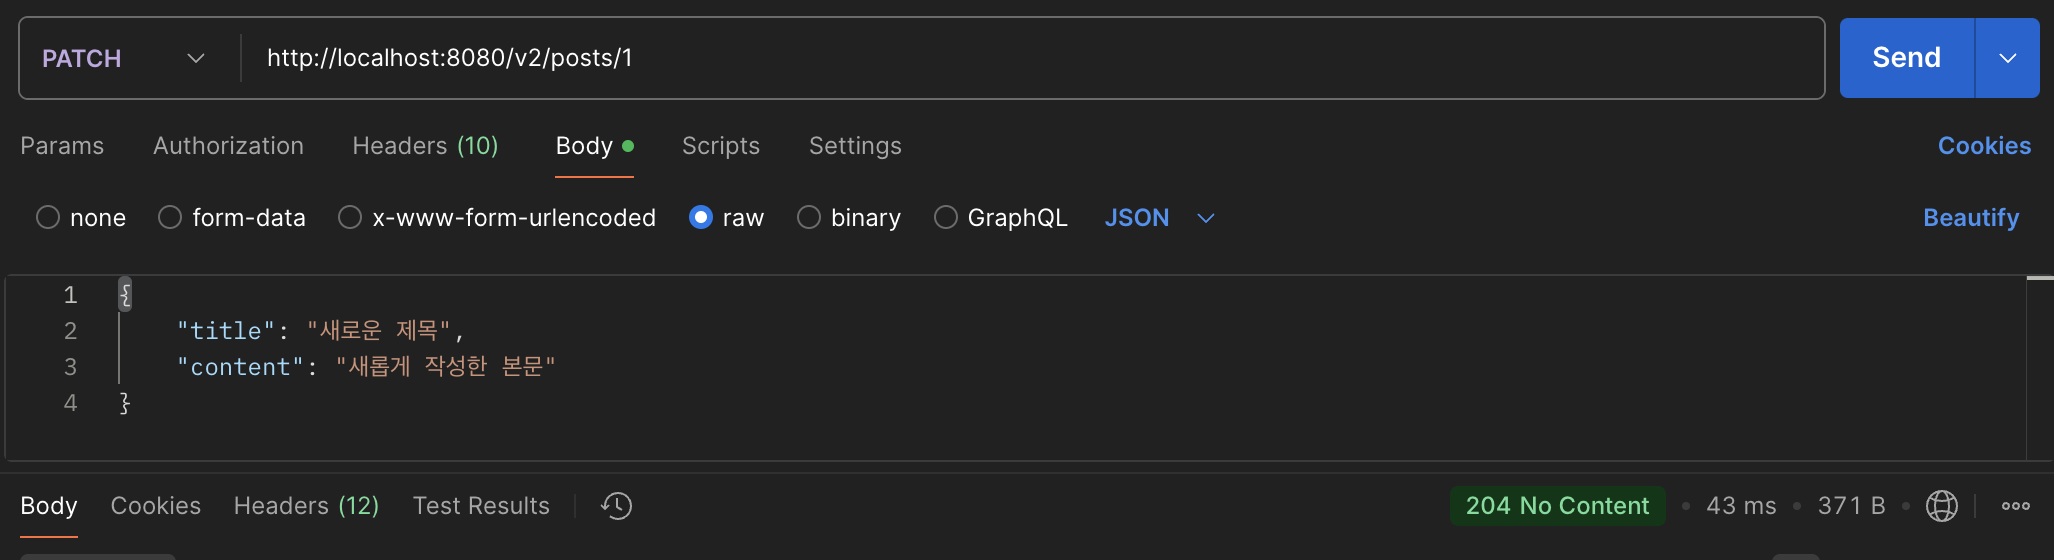 PATCH http://localhost:8080/v2/posts/1 Send
Params Authorization Headers (10) Body Scripts Settings Cookies
none form-data x-www-form-urlencoded raw binary GraphQL JSON Beautify
1 {
2 "title": "새로운 제목",
3 "content": "새롭게 작성한 본문"
4 }
Body Cookies Headers (12) Test Results 204 No Content • 43 ms • 371 B •